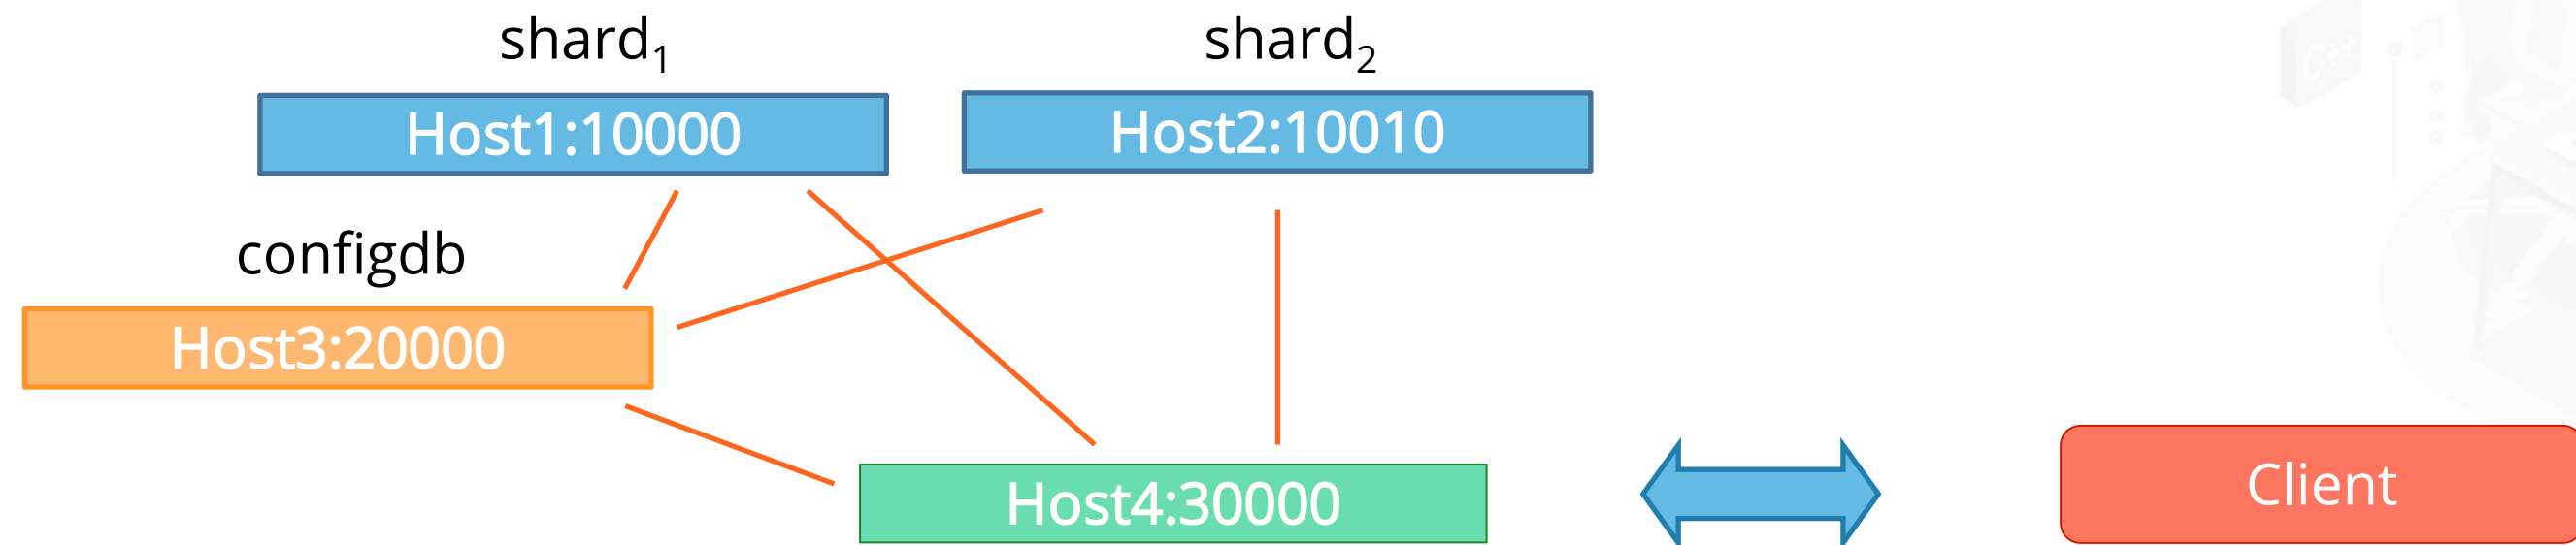 shard₁
shard₂
Host1:10000
Host2:10010
C++
configdb
Host3:20000
Host4:30000
Client